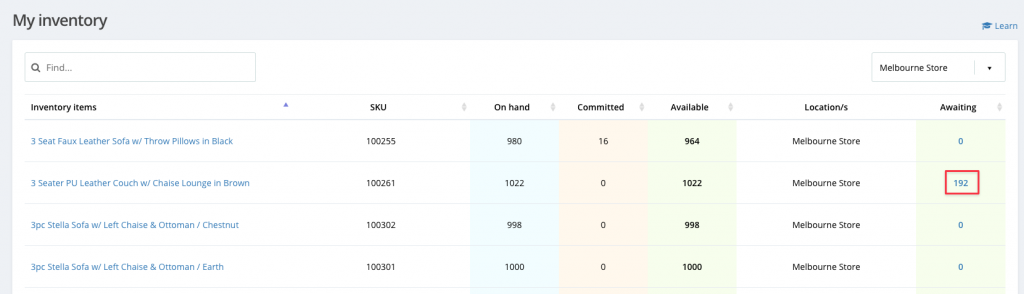 My inventory
Learn
Find...
Melbourne Store
Inventory items SKU On hand Committed Available Location/s Awaiting
3 Seat Faux Leather Sofa w/ Throw Pillows in Black 100255 980 16 964 Melbourne Store 0
3 Seater PU Leather Couch w/ Chaise Lounge in Brown 100261 1022 0 1022 Melbourne Store 192
3pc Stella Sofa w/ Left Chaise & Ottoman / Chestnut 100302 998 0 998 Melbourne Store 0
3pc Stella Sofa w/ Left Chaise & Ottoman / Earth 100301 1000 0 1000 Melbourne Store 0